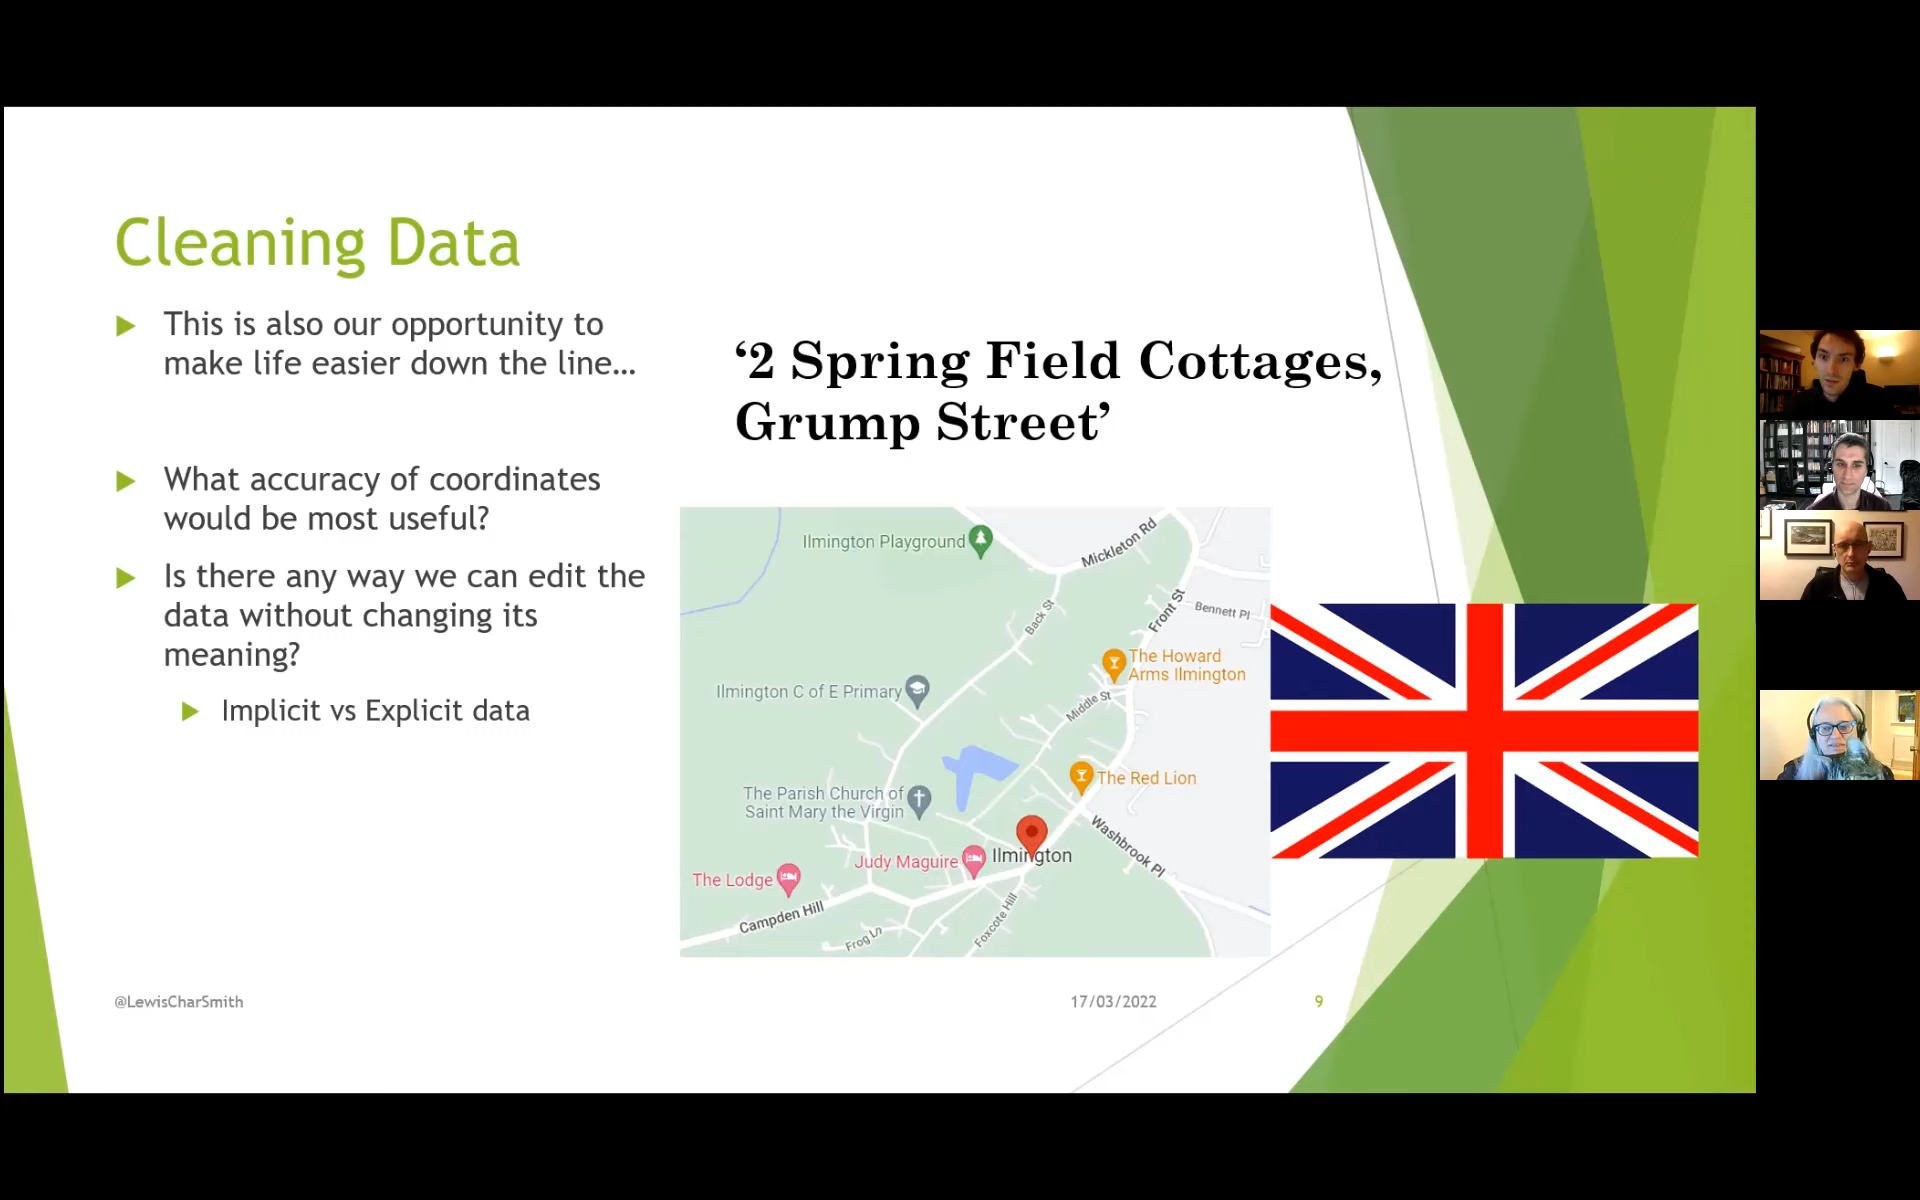 Cleaning Data
This is also our opportunity to
make life easier down the line...
What accuracy of coordinates
would be most useful?
Is there any way we can edit the
data without changing its
meaning?
Implicit vs Explicit data
‘2 Spring Field Cottages,
Grump Street’
Ilmington Playground
Mickleton Rd
Back St
Front St
Bennett Pl
The Howard
Arms Ilmington
Ilmington C of E Primary
Middle St
The Red Lion
The Parish Church of
Saint Mary the Virgin
Washbrook Pl
Judy Maguire
Ilmington
The Lodge
Campden Hill
Frog Ln
Foxcote Hill
@LewisCharSmith
17/03/2022
9